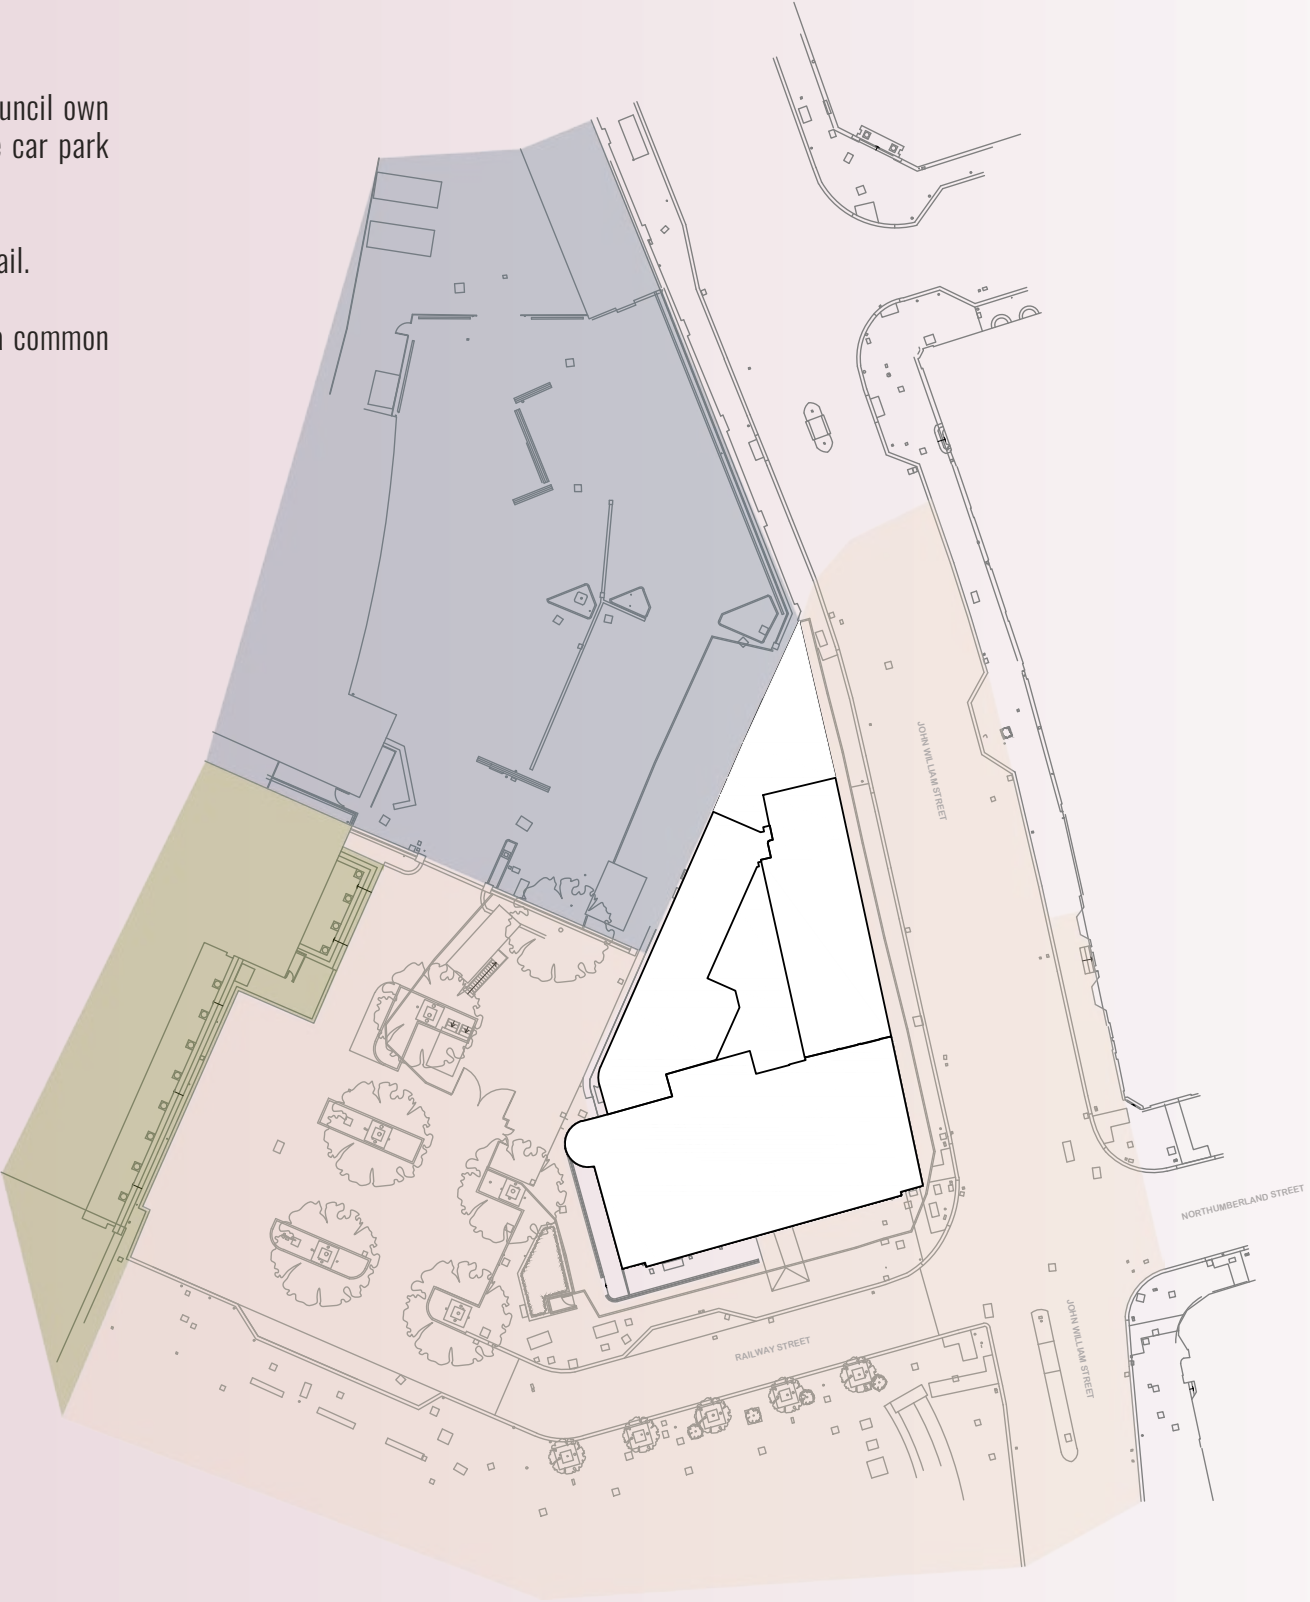 uncil own
car park
ail.
common
JOHN WILLIAM STREET
NORTHUMBERLAND STREET
JOHN WILLIAM STREET
RAILWAY STREET